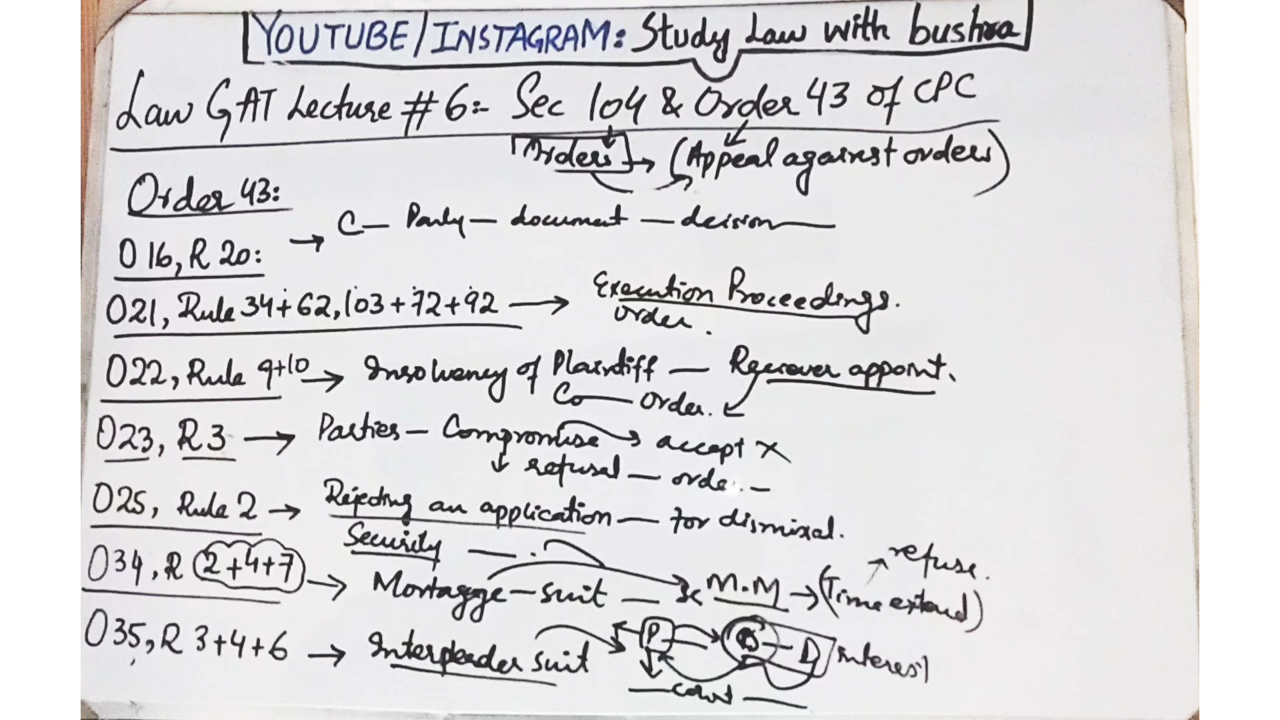 YOUTUBE/INSTAGRAM: Study Law with bushra
Law GAT Lecture # 6:- Sec 104 & Order 43 of CPC
Orders → (Appeal against orders)
Order 43:
O 16, R 20: → C — Party — document — decision
O21, Rule 34+62,103+72+92 → Execution Proceedings.
order.
O22, Rule 9+10 → Insolvency of Plaintiff — Receiver appoint.
Co — order.
O23, R3 → Parties — Compromise → accept ×
↓ refusal — orde.. –
O25, Rule 2 → Rejecting an application — for dismissal.
Security —
refuse.
O34, R 2+4+7 → Mortagge — suit — M.M → (Time extend)
O35, R 3+4+6 → Interpleader suit P → B — D interest
— court —